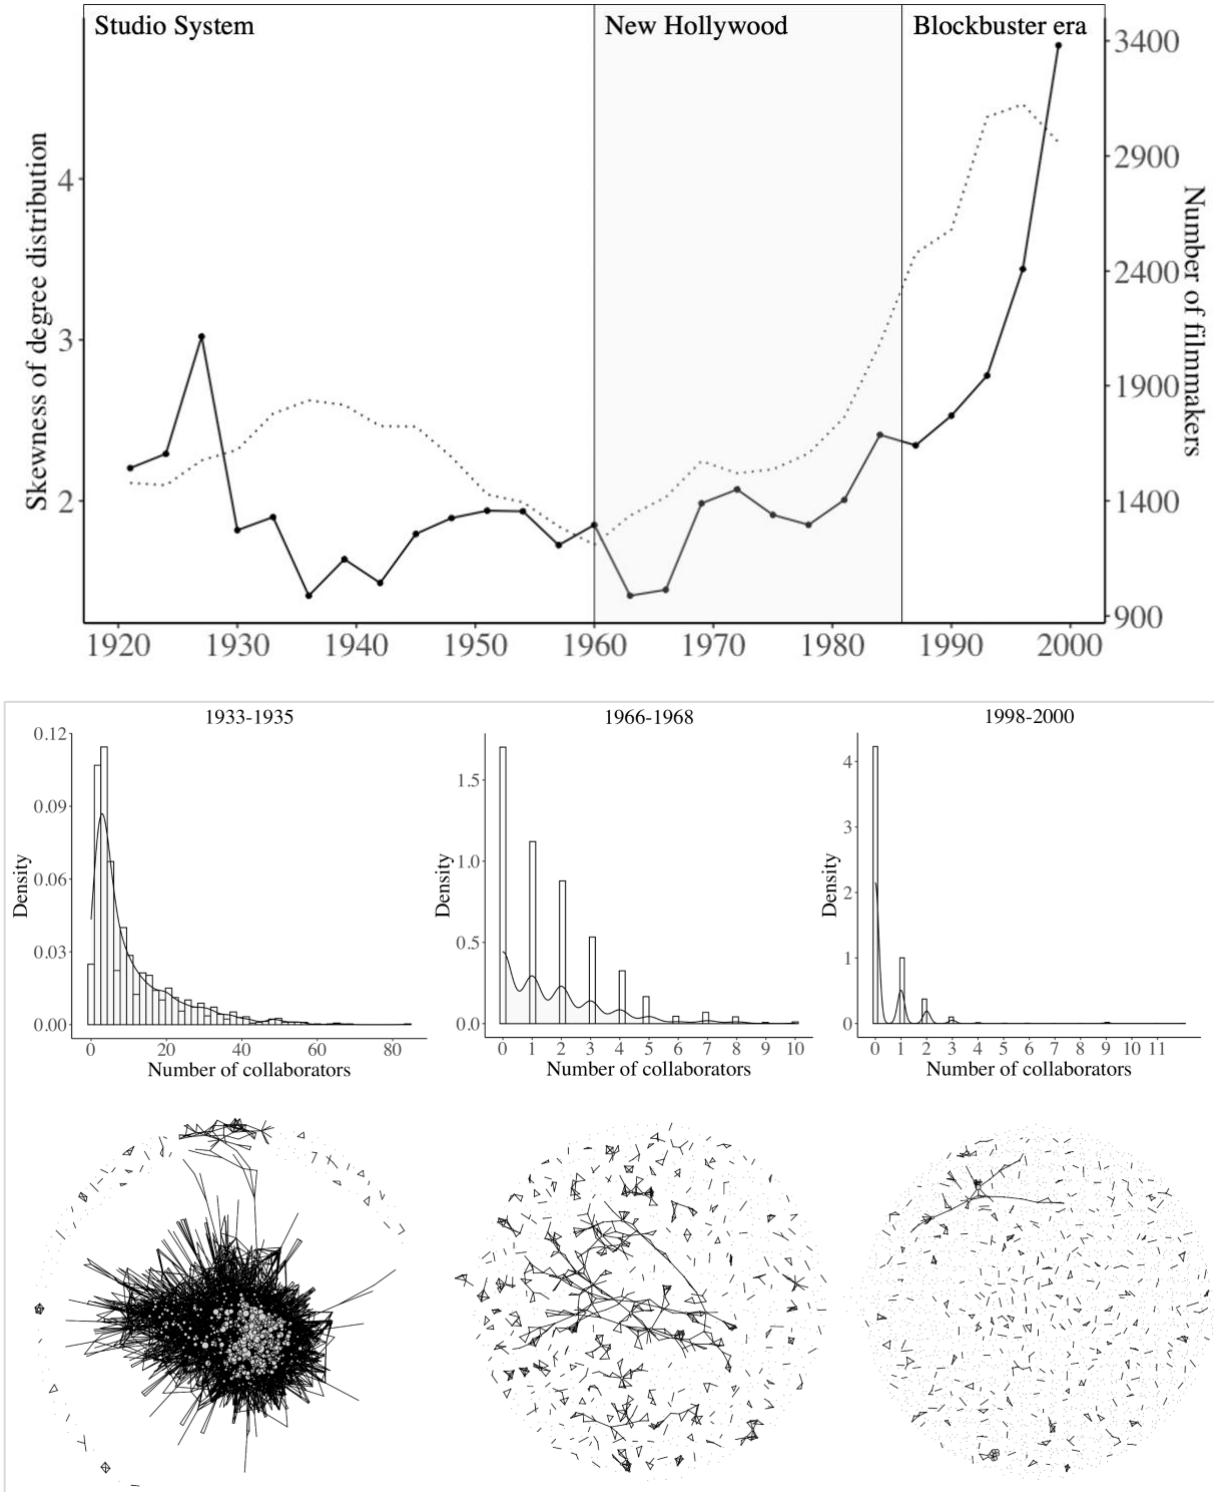 Studio System
New Hollywood
Blockbuster era
Skewness of degree distribution
4
3
2
3400
2900
2400
1900
1400
900
Number of filmmakers
1920 1930 1940 1950 1960 1970 1980 1990 2000
1933-1935
0.12
0.09
0.06
0.03
0.00
Density
0 20 40 60 80
Number of collaborators
1966-1968
1.5
1.0
0.5
0.0
Density
0 1 2 3 4 5 6 7 8 9 10
Number of collaborators
1998-2000
4
3
2
1
0
Density
0 1 2 3 4 5 6 7 8 9 10 11
Number of collaborators